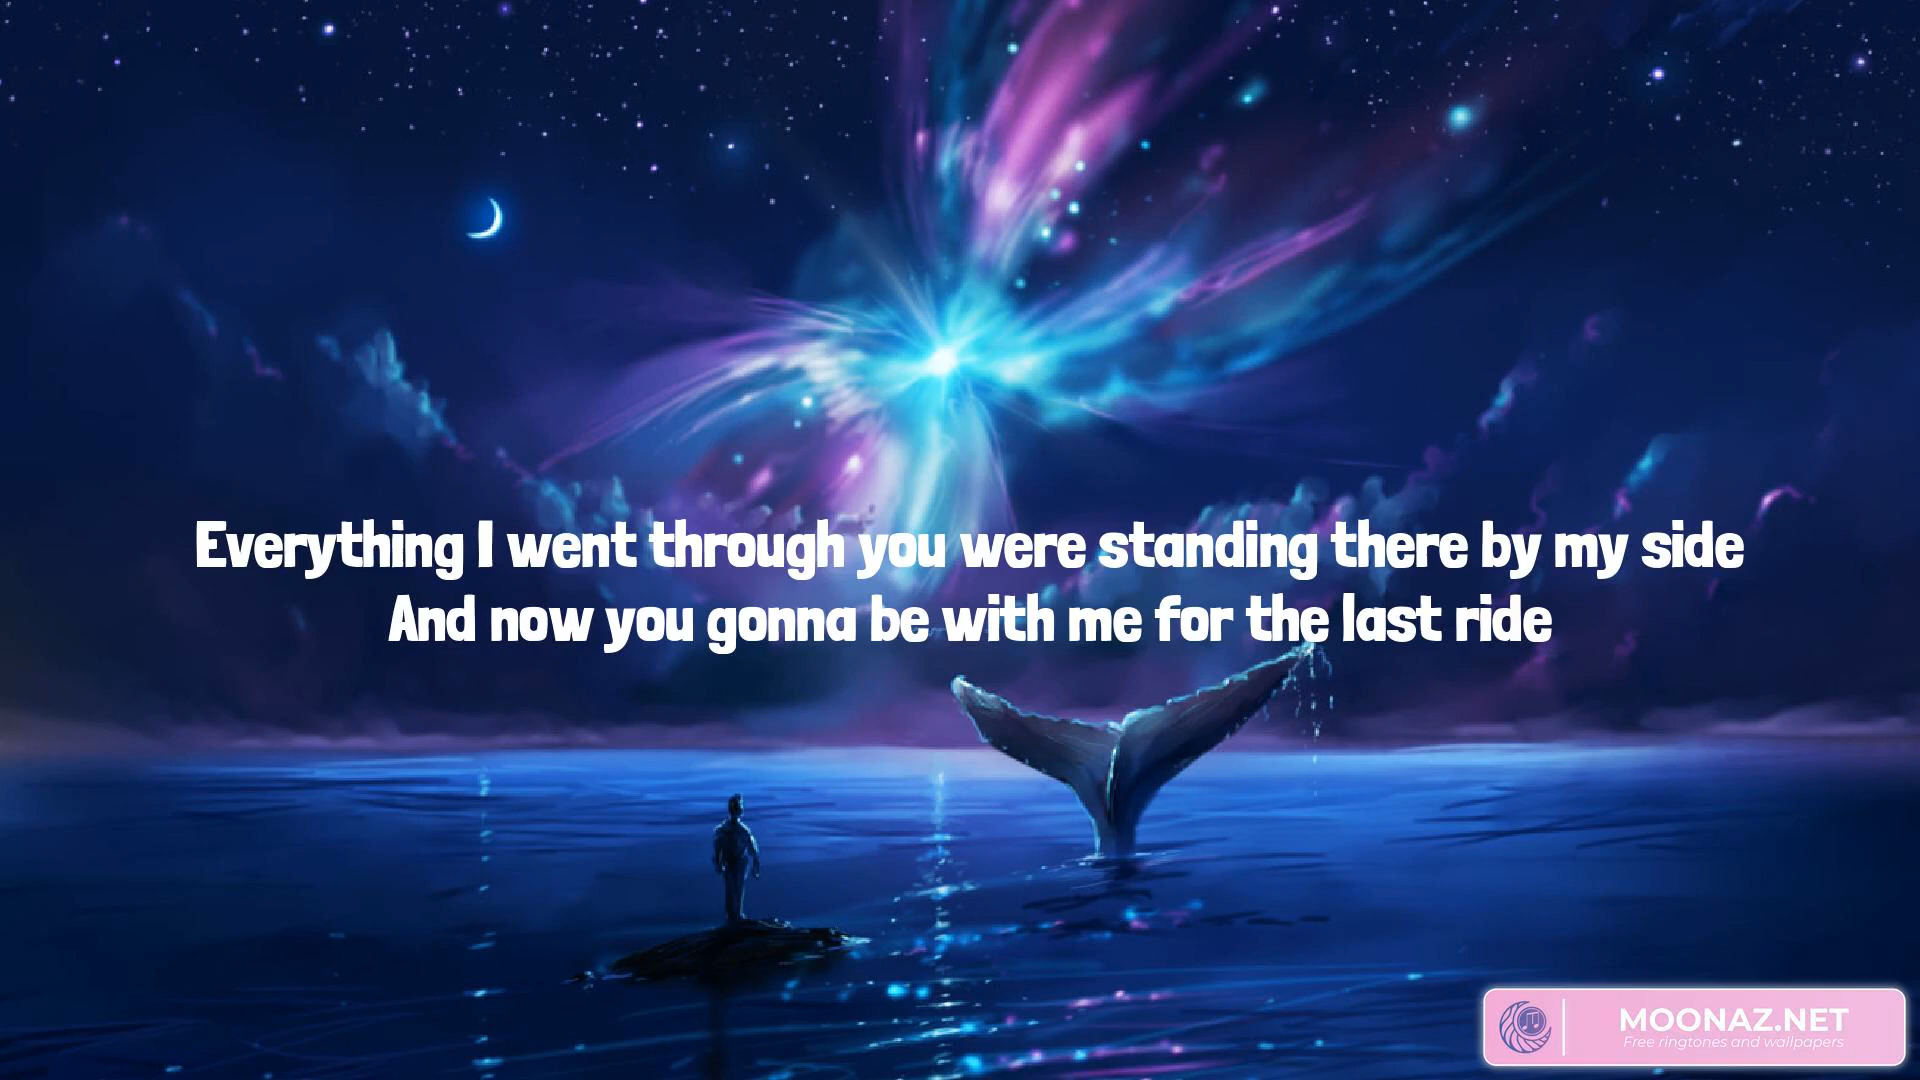 Everything I went through you were standing there by my side
And now you gonna be with me for the last ride
MOONAZ.NET
Free ringtones and wallpapers